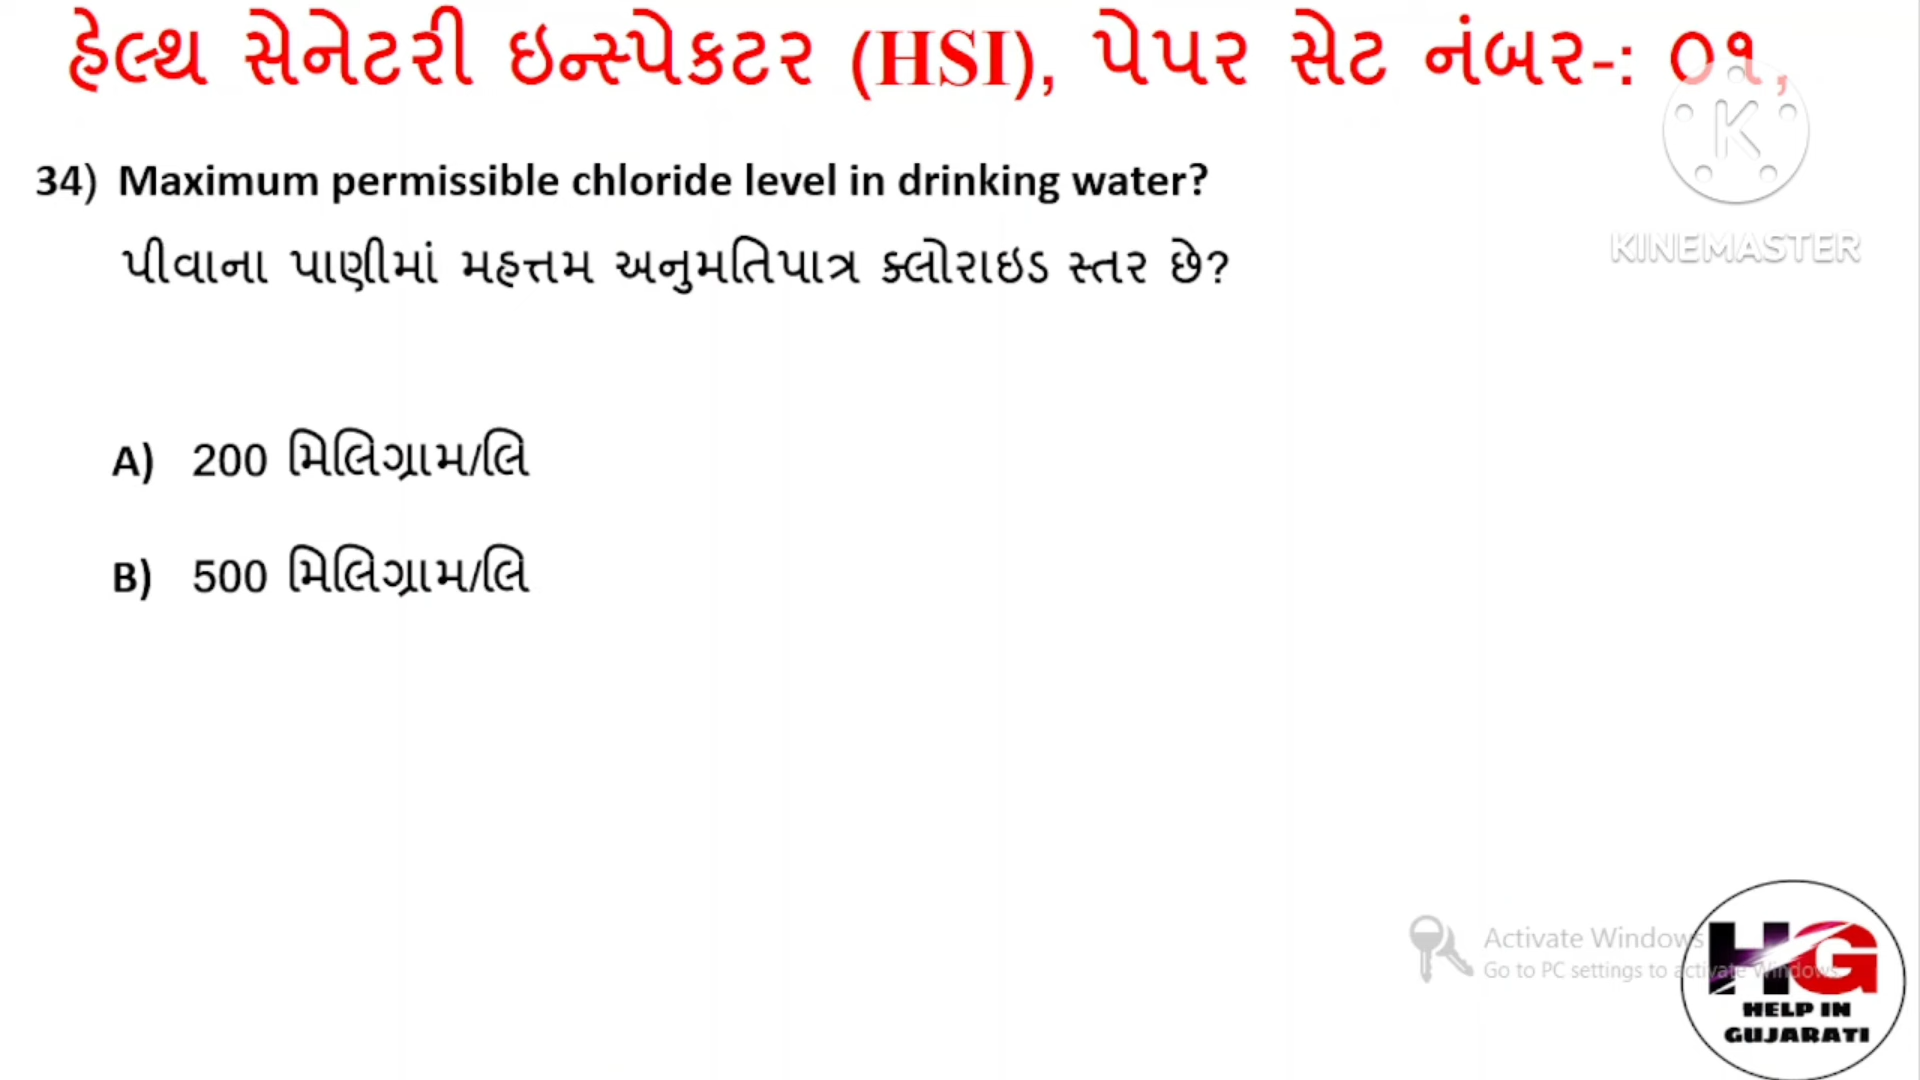 હેલ્થ સેનેટરી ઇન્સ્પેકટર (HSI), પેપર સેટ નંબર-: ૦૧,
K
KINEMASTER
34) Maximum permissible chloride level in drinking water?
પીવાના પાણીમાં મહત્તમ અનુમતિપાત્ર ક્લોરાઇડ સ્તર છે?
A) 200 મિલિગ્રામ/લિ
B) 500 મિલિગ્રામ/લિ
Activate Windows
Go to PC settings to activate Windows.
HG
HELP IN
GUJARATI